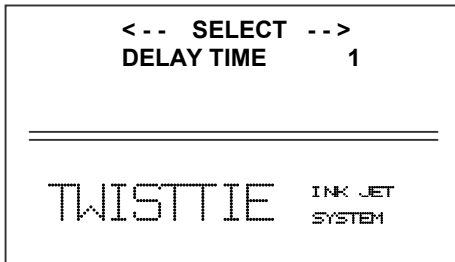 <-- SELECT -->
DELAY TIME 1
TWISTTIE INK JET
SYSTEM